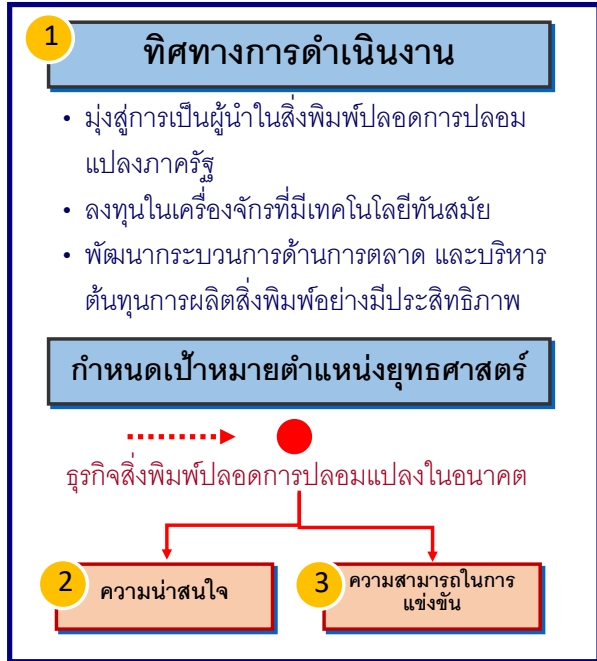 1
ทิศทางการดำเนินงาน
• มุ่งสู่การเป็นผู้นำในสิ่งพิมพ์ปลอดการปลอม
แปลงภาครัฐ
• ลงทุนในเครื่องจักรที่มีเทคโนโลยีทันสมัย
• พัฒนากระบวนการด้านการตลาด และบริหาร
ต้นทุนการผลิตสิ่งพิมพ์อย่างมีประสิทธิภาพ
กำหนดเป้าหมายตำแหน่งยุทธศาสตร์
ธุรกิจสิ่งพิมพ์ปลอดการปลอมแปลงในอนาคต
2
ความน่าสนใจ
3
ความสามารถในการ
แข่งขัน